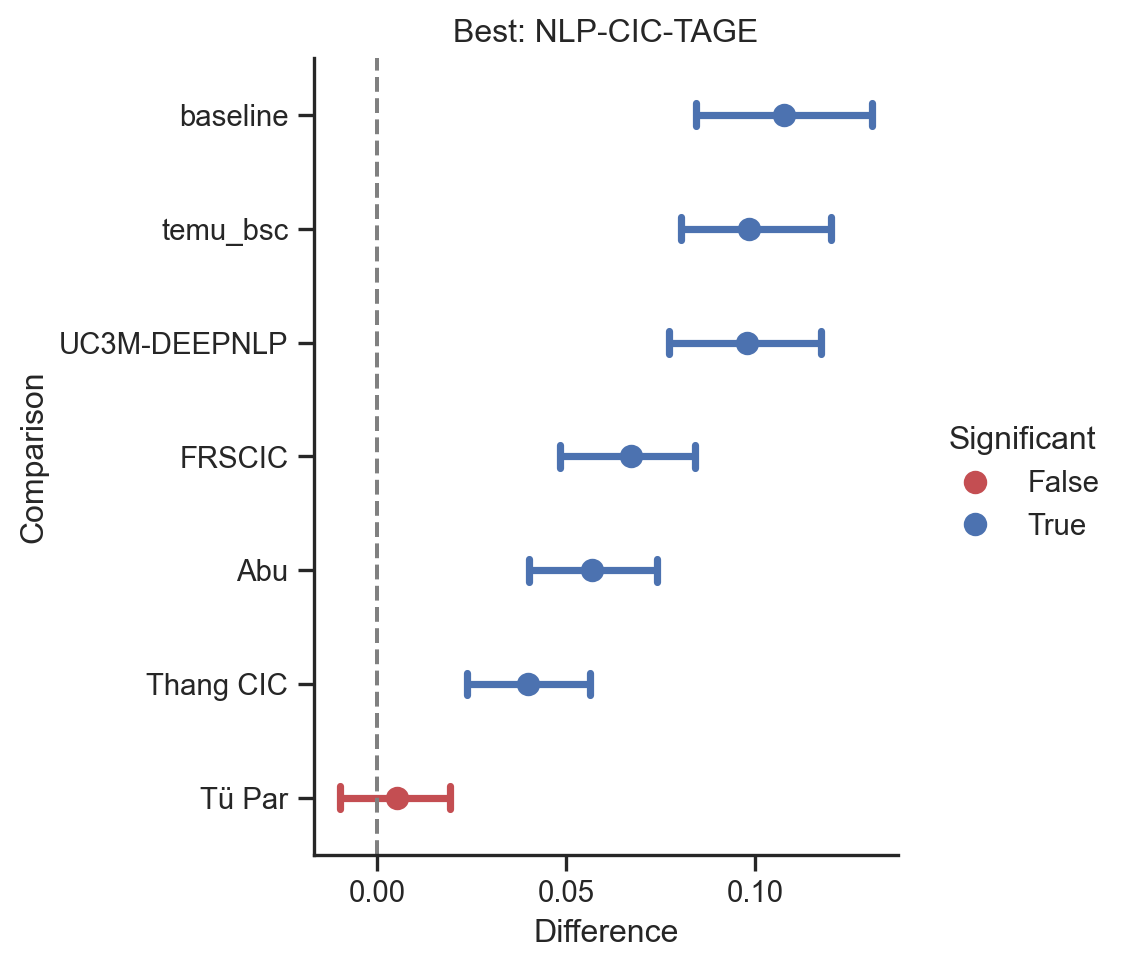 Best: NLP-CIC-TAGE
Comparison
baseline
temu_bsc
UC3M-DEEPNLP
FRSCIC
Abu
Thang CIC
Tü Par
0.00 0.05 0.10
Difference
Significant
False
True